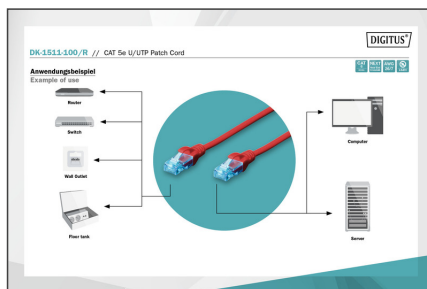 DIGITUS®
DK-1511-100/R // CAT 5e U/UTP Patch Cord
Anwendungsbeispiel
Example of use
Router
Switch
Wall Outlet
Floor tank
Computer
Server